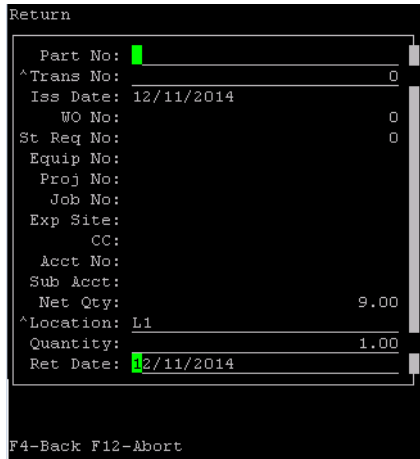 Return
Part No:
^Trans No: 0
Iss Date: 12/11/2014
WO No: 0
St Req No: 0
Equip No:
Proj No:
Job No:
Exp Site:
CC:
Acct No:
Sub Acct:
Net Qty: 9.00
^Location: L1
Quantity: 1.00
Ret Date: 12/11/2014
F4-Back F12-Abort